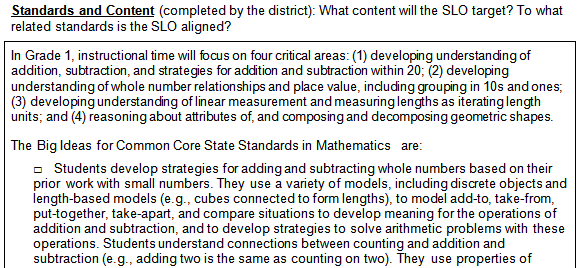 Standards and Content (completed by the district): What content will the SLO target? To what
related standards is the SLO aligned?
In Grade 1, instructional time will focus on four critical areas: (1) developing understanding of
addition, subtraction, and strategies for addition and subtraction within 20; (2) developing
understanding of whole number relationships and place value, including grouping in 10s and ones;
(3) developing understanding of linear measurement and measuring lengths as iterating length
units; and (4) reasoning about attributes of, and composing and decomposing geometric shapes.
The Big Ideas for Common Core State Standards in Mathematics are:
□ Students develop strategies for adding and subtracting whole numbers based on their
prior work with small numbers. They use a variety of models, including discrete objects and
length-based models (e.g., cubes connected to form lengths), to model add-to, take-from,
put-together, take-apart, and compare situations to develop meaning for the operations of
addition and subtraction, and to develop strategies to solve arithmetic problems with these
operations. Students understand connections between counting and addition and
subtraction (e.g., adding two is the same as counting on two). They use properties of